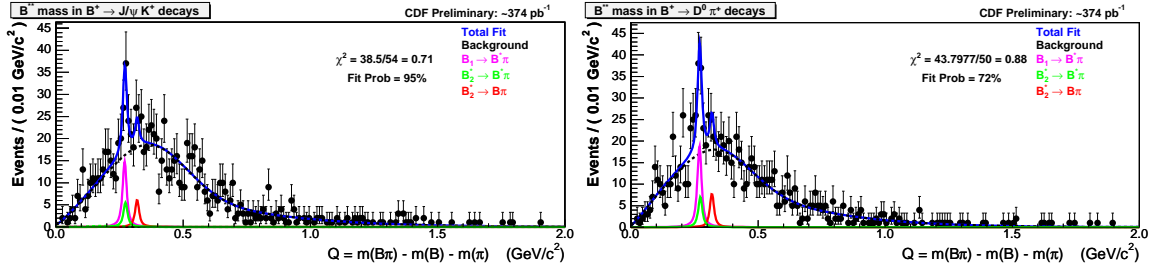 B** mass in B+ → J/ψ K+ decays
CDF Preliminary: ~374 pb-1
Events / ( 0.01 GeV/c2 )
45
40
35
30
25
20
15
10
5
0
χ2 = 38.5/54 = 0.71
Fit Prob = 95%
Total Fit
Background
B1 → B*π
B2* → B*π
B2* → Bπ
0.0 0.5 1.0 1.5 2.0
Q = m(Bπ) - m(B) - m(π) (GeV/c2)
B** mass in B+ → D0 π+ decays
CDF Preliminary: ~374 pb-1
Events / ( 0.01 GeV/c2 )
45
40
35
30
25
20
15
10
5
0
χ2 = 43.7977/50 = 0.88
Fit Prob = 72%
Total Fit
Background
B1 → B*π
B2* → B*π
B2* → Bπ
0.0 0.5 1.0 1.5 2.0
Q = m(Bπ) - m(B) - m(π) (GeV/c2)